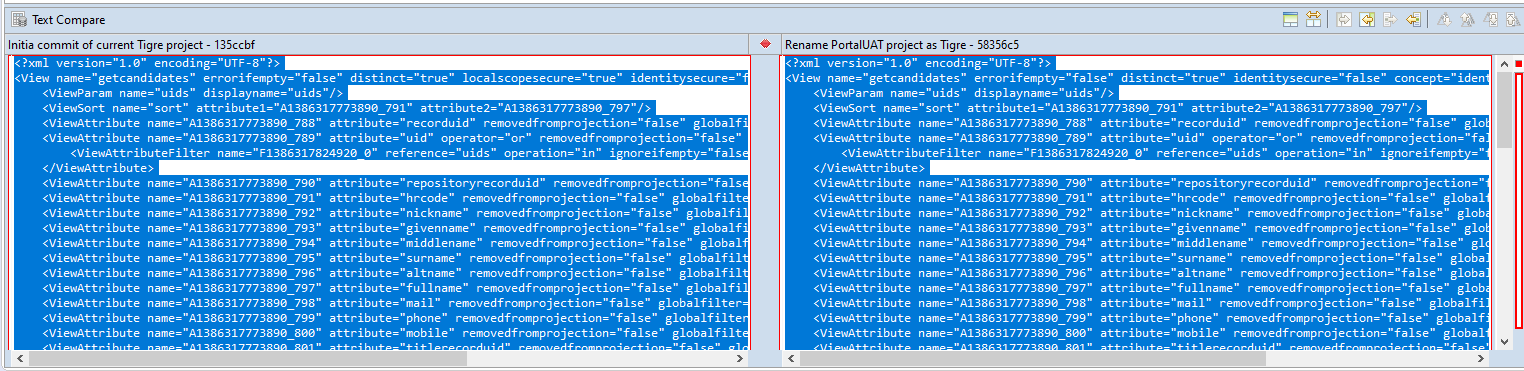 Text Compare
Initia commit of current Tigre project - 135ccbf
<?xml version="1.0" encoding="UTF-8"?>
<View name="getcandidates" errorifempty="false" distinct="true" localscopesecure="true" identitysecure="f
<ViewParam name="uids" displayname="uids"/>
<ViewSort name="sort" attribute1="A1386317773890_791" attribute2="A1386317773890_797"/>
<ViewAttribute name="A1386317773890_788" attribute="recorduid" removedfromprojection="false" globalfil
<ViewAttribute name="A1386317773890_789" attribute="uid" operator="or" removedfromprojection="false"
<ViewAttributeFilter name="F1386317824920_0" reference="uids" operation="in" ignoreifempty="false
</ViewAttribute>
<ViewAttribute name="A1386317773890_790" attribute="repositoryrecorduid" removedfromprojection="false
<ViewAttribute name="A1386317773890_791" attribute="hrcode" removedfromprojection="false" globalfilte
<ViewAttribute name="A1386317773890_792" attribute="nickname" removedfromprojection="false" globalfil
<ViewAttribute name="A1386317773890_793" attribute="givenname" removedfromprojection="false" globalfi
<ViewAttribute name="A1386317773890_794" attribute="middlename" removedfromprojection="false" globalf
<ViewAttribute name="A1386317773890_795" attribute="surname" removedfromprojection="false" globalfilt
<ViewAttribute name="A1386317773890_796" attribute="altname" removedfromprojection="false" globalfilt
<ViewAttribute name="A1386317773890_797" attribute="fullname" removedfromprojection="false" globalfil
<ViewAttribute name="A1386317773890_798" attribute="mail" removedfromprojection="false" globalfilter=
<ViewAttribute name="A1386317773890_799" attribute="phone" removedfromprojection="false" globalfilter
<ViewAttribute name="A1386317773890_800" attribute="mobile" removedfromprojection="false" globalfilte
<ViewAttribute name="A1386317773890_801" attribute="titlerecorduid" removedfromprojection="false" glo
Rename PortalUAT project as Tigre - 58356c5
<?xml version="1.0" encoding="UTF-8"?>
<View name="getcandidates" errorifempty="false" distinct="true" identitysecure="false" concept="ident
<ViewParam name="uids" displayname="uids"/>
<ViewSort name="sort" attribute1="A1386317773890_791" attribute2="A1386317773890_797"/>
<ViewAttribute name="A1386317773890_788" attribute="recorduid" removedfromprojection="false" glob
<ViewAttribute name="A1386317773890_789" attribute="uid" operator="or" removedfromprojection="fal
<ViewAttributeFilter name="F1386317824920_0" reference="uids" operation="in" ignoreifempty="
</ViewAttribute>
<ViewAttribute name="A1386317773890_790" attribute="repositoryrecorduid" removedfromprojection="f
<ViewAttribute name="A1386317773890_791" attribute="hrcode" removedfromprojection="false" globalf
<ViewAttribute name="A1386317773890_792" attribute="nickname" removedfromprojection="false" globa
<ViewAttribute name="A1386317773890_793" attribute="givenname" removedfromprojection="false" glob
<ViewAttribute name="A1386317773890_794" attribute="middlename" removedfromprojection="false" glo
<ViewAttribute name="A1386317773890_795" attribute="surname" removedfromprojection="false" global
<ViewAttribute name="A1386317773890_796" attribute="altname" removedfromprojection="false" global
<ViewAttribute name="A1386317773890_797" attribute="fullname" removedfromprojection="false" globa
<ViewAttribute name="A1386317773890_798" attribute="mail" removedfromprojection="false" globalfil
<ViewAttribute name="A1386317773890_799" attribute="phone" removedfromprojection="false" globalfi
<ViewAttribute name="A1386317773890_800" attribute="mobile" removedfromprojection="false" globalf
<ViewAttribute name="A1386317773890_801" attribute="titlerecorduid" removedfromprojection="false"